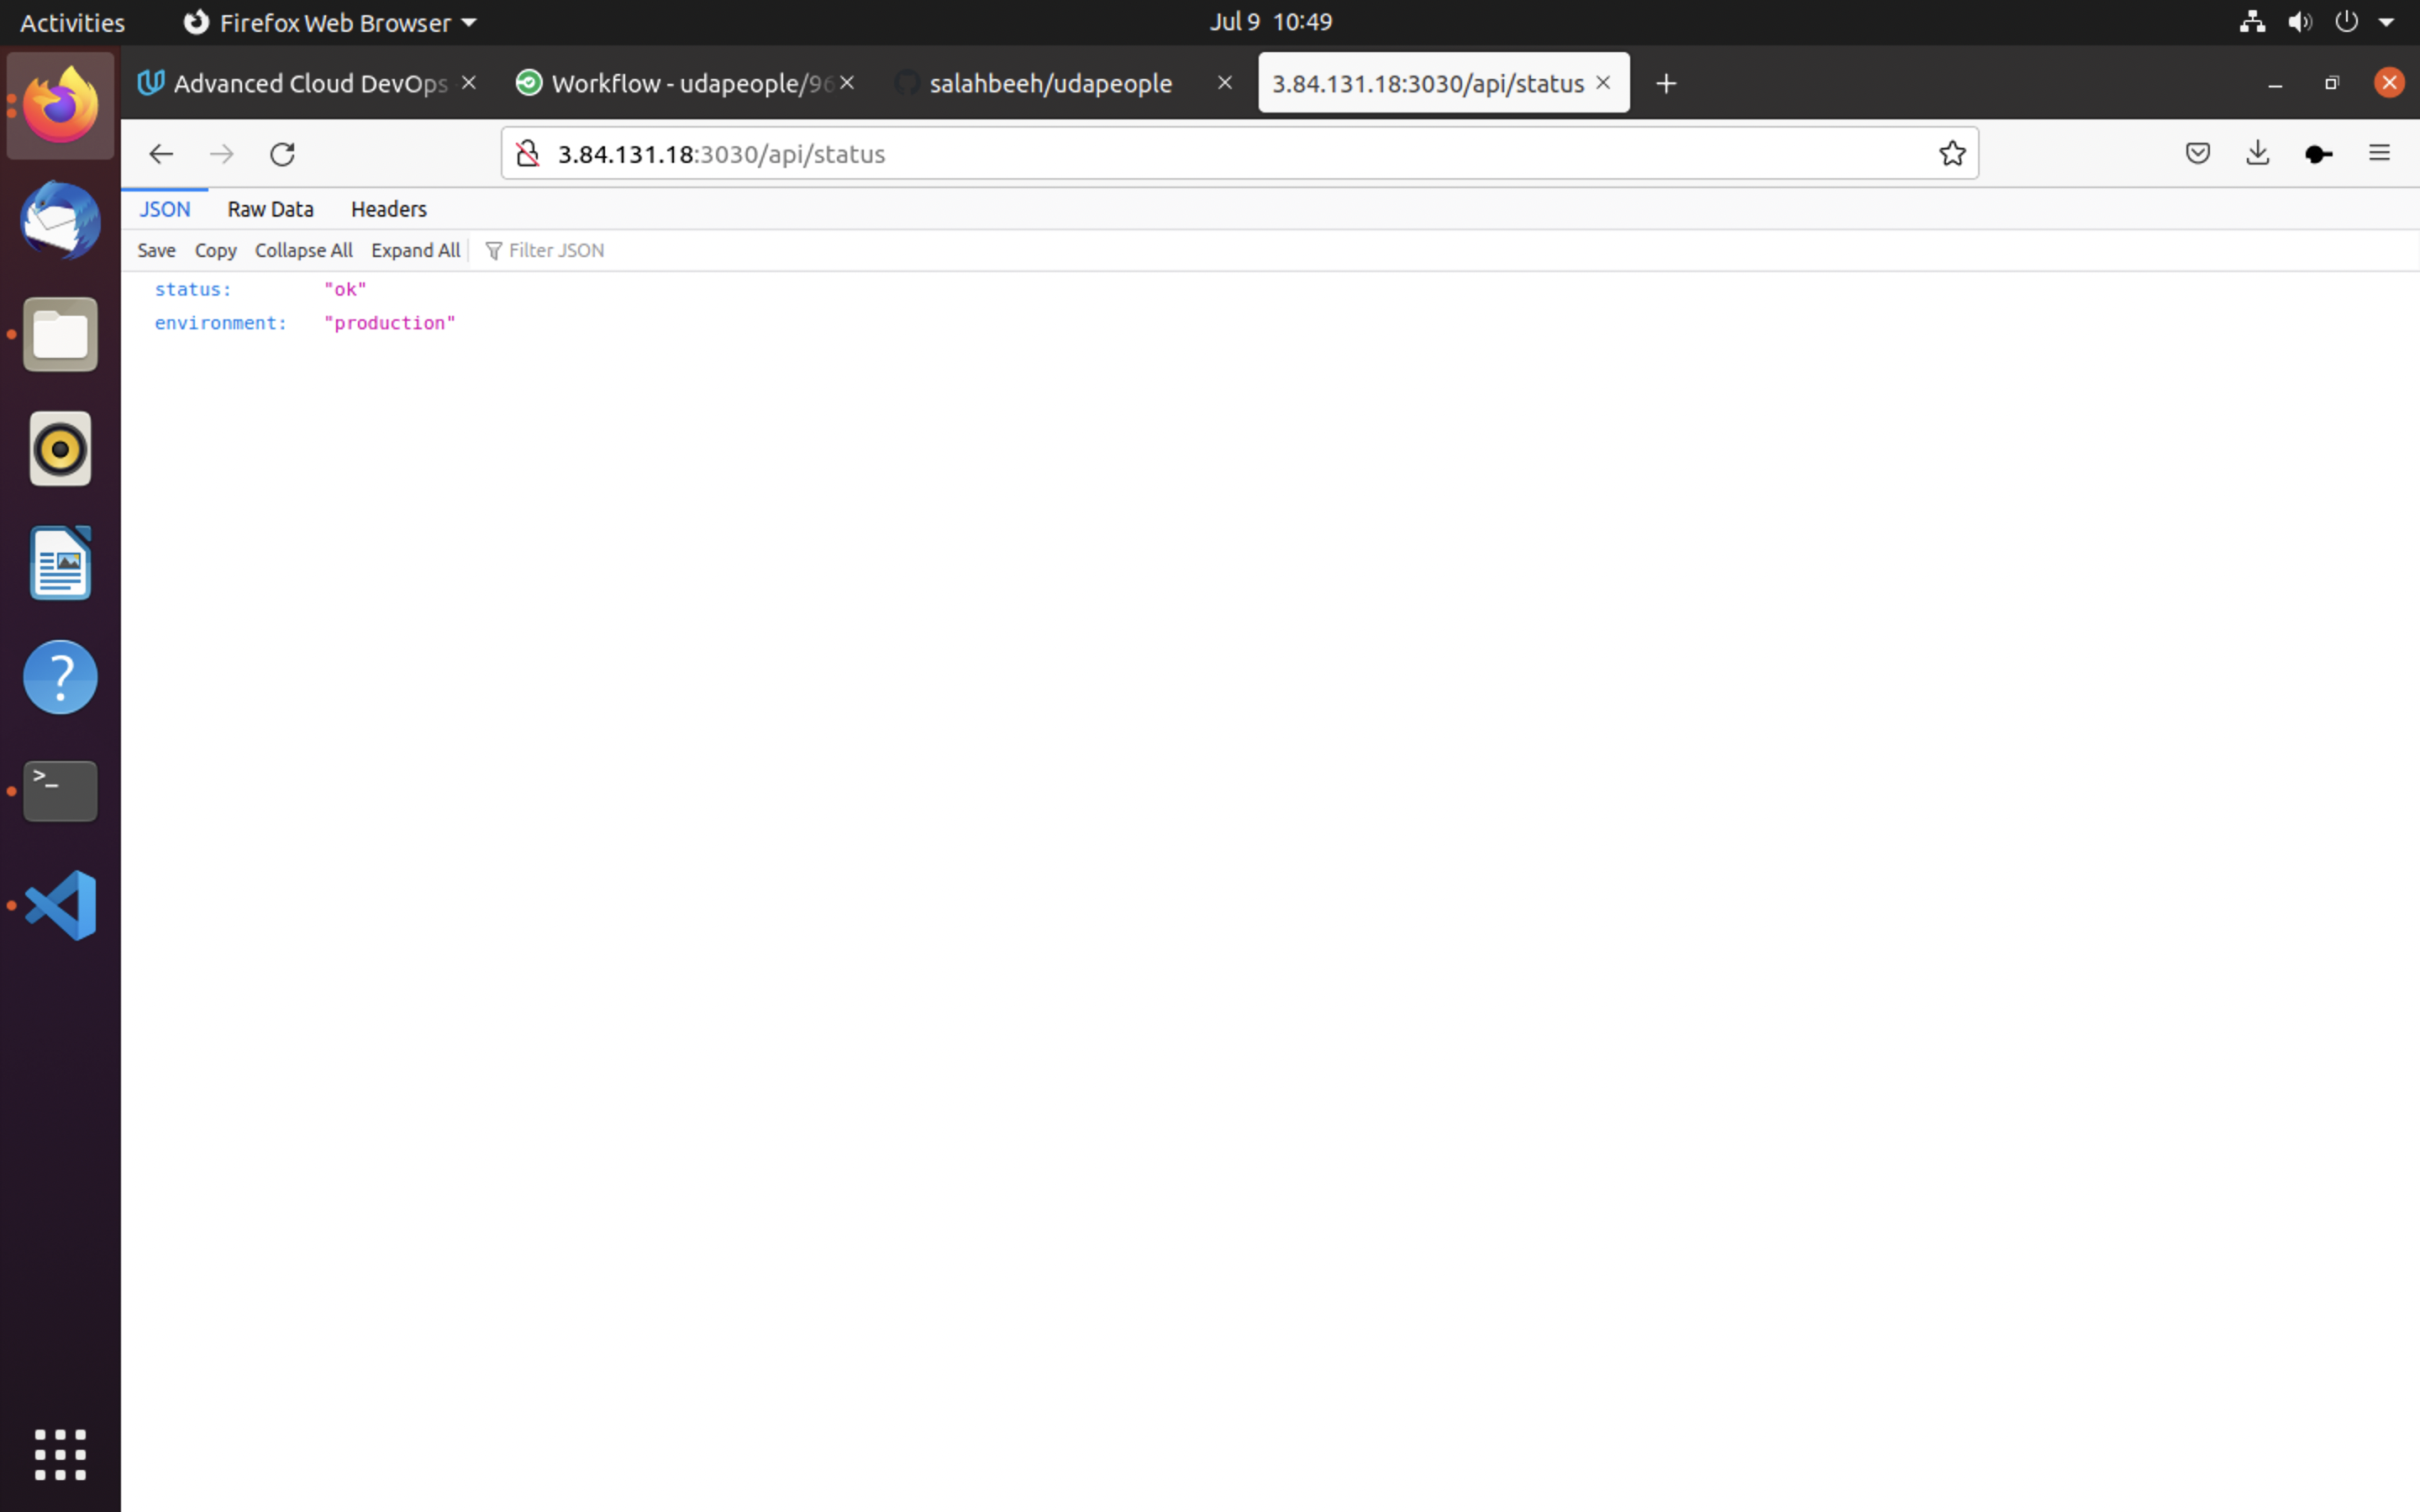 Activities Firefox Web Browser Jul 9 10:49
Advanced Cloud DevOps Workflow - udapeople/96 salahbeeh/udapeople 3.84.131.18:3030/api/status
3.84.131.18:3030/api/status
JSON Raw Data Headers
Save Copy Collapse All Expand All Filter JSON
status: "ok"
environment: "production"